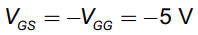 V_GS = −V_GG = −5 V